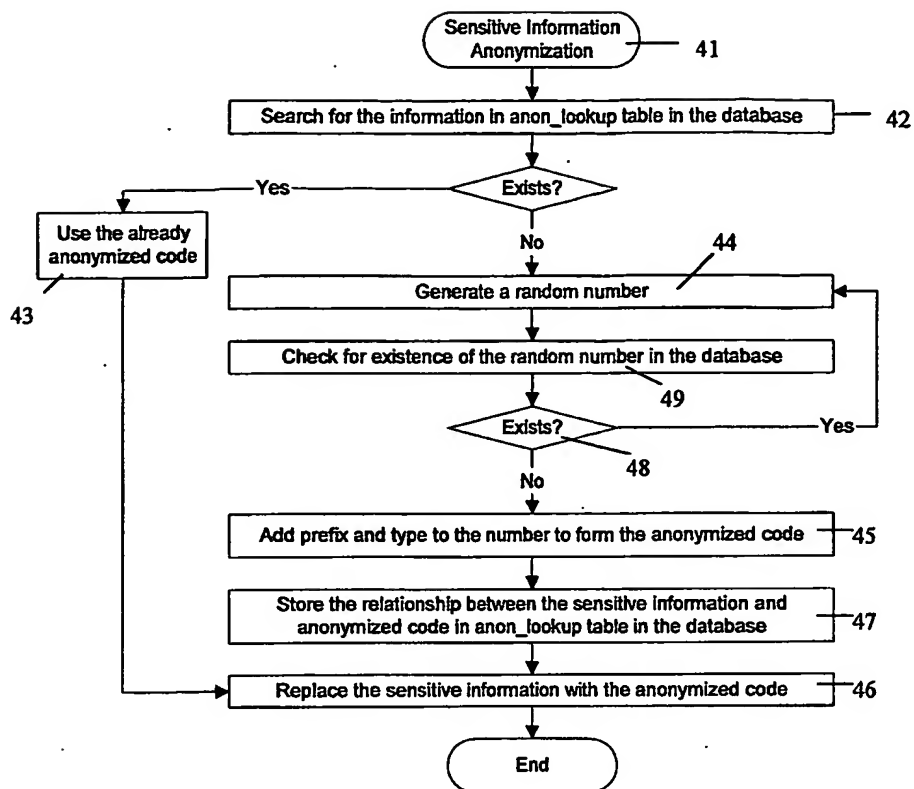 Sensitive Information
Anonymization
41
Search for the information in anon_lookup table in the database
42
Exists?
Yes
No
Use the already
anonymized code
43
44
Generate a random number
Check for existence of the random number in the database
49
Exists?
Yes
48
No
Add prefix and type to the number to form the anonymized code
45
Store the relationship between the sensitive information and
anonymized code in anon_lookup table in the database
47
Replace the sensitive information with the anonymized code
46
End